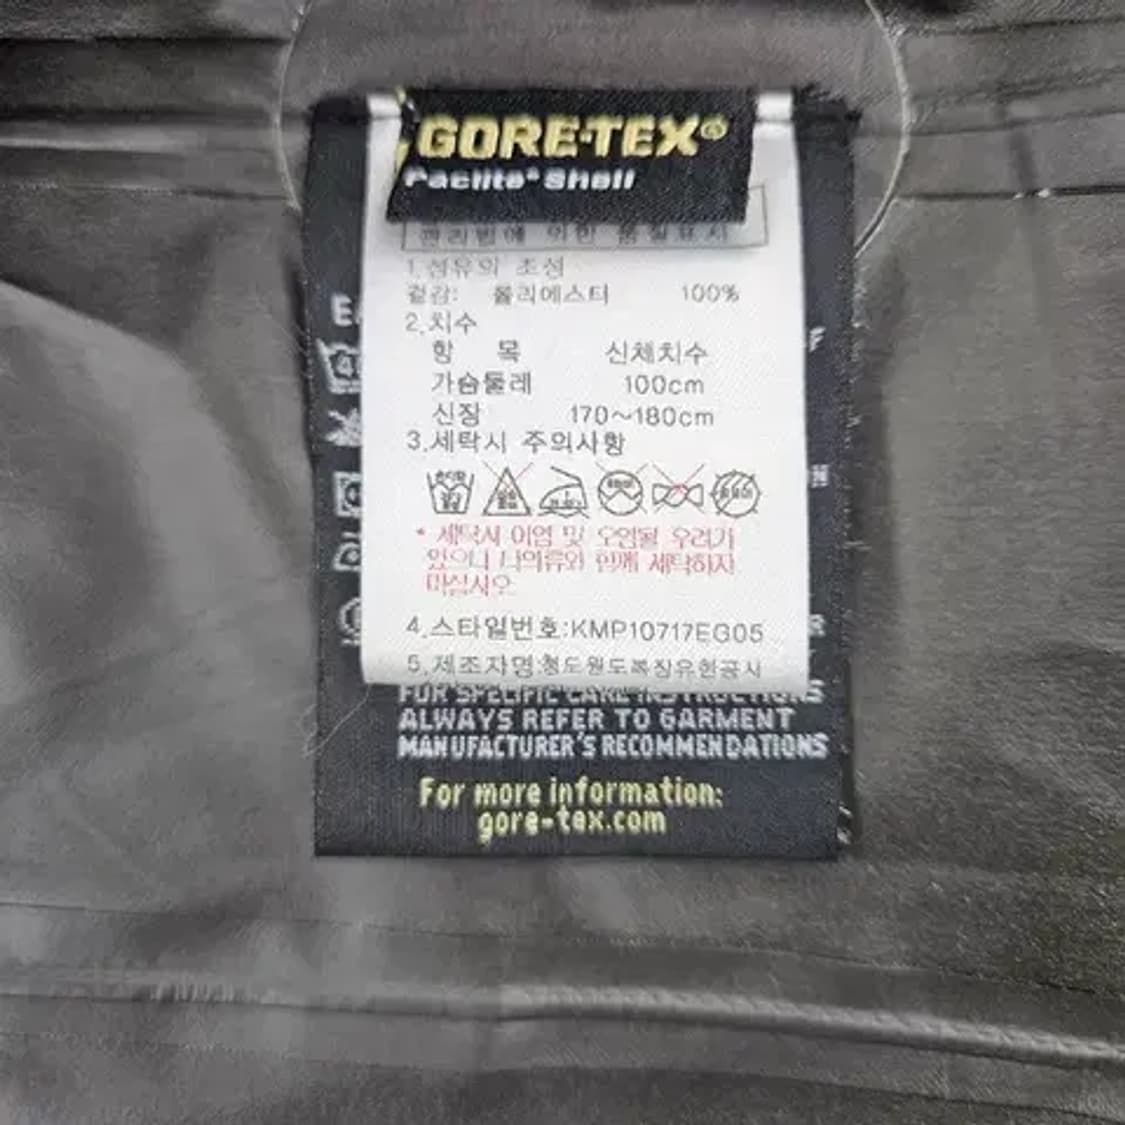 GORE-TEX®
Paclite® Shell
관리법에 의한 품질표시
1.섬유의 조성
겉감: 폴리에스터 100%
2.치수
항 목 신체치수
가슴둘레 100cm
신장 170~180cm
3.세탁시 주의사항
* 세탁시 이염 및 오염될 우려가
있으니 타의류와 함께 세탁하지
마십시오
4.스타일번호:KMP10717EG05
5.제조자명:청도원도복장유한공사
FOR SPECIFIC CARE INSTRUCTIONS
ALWAYS REFER TO GARMENT
MANUFACTURER'S RECOMMENDATIONS
For more information:
gore-tex.com